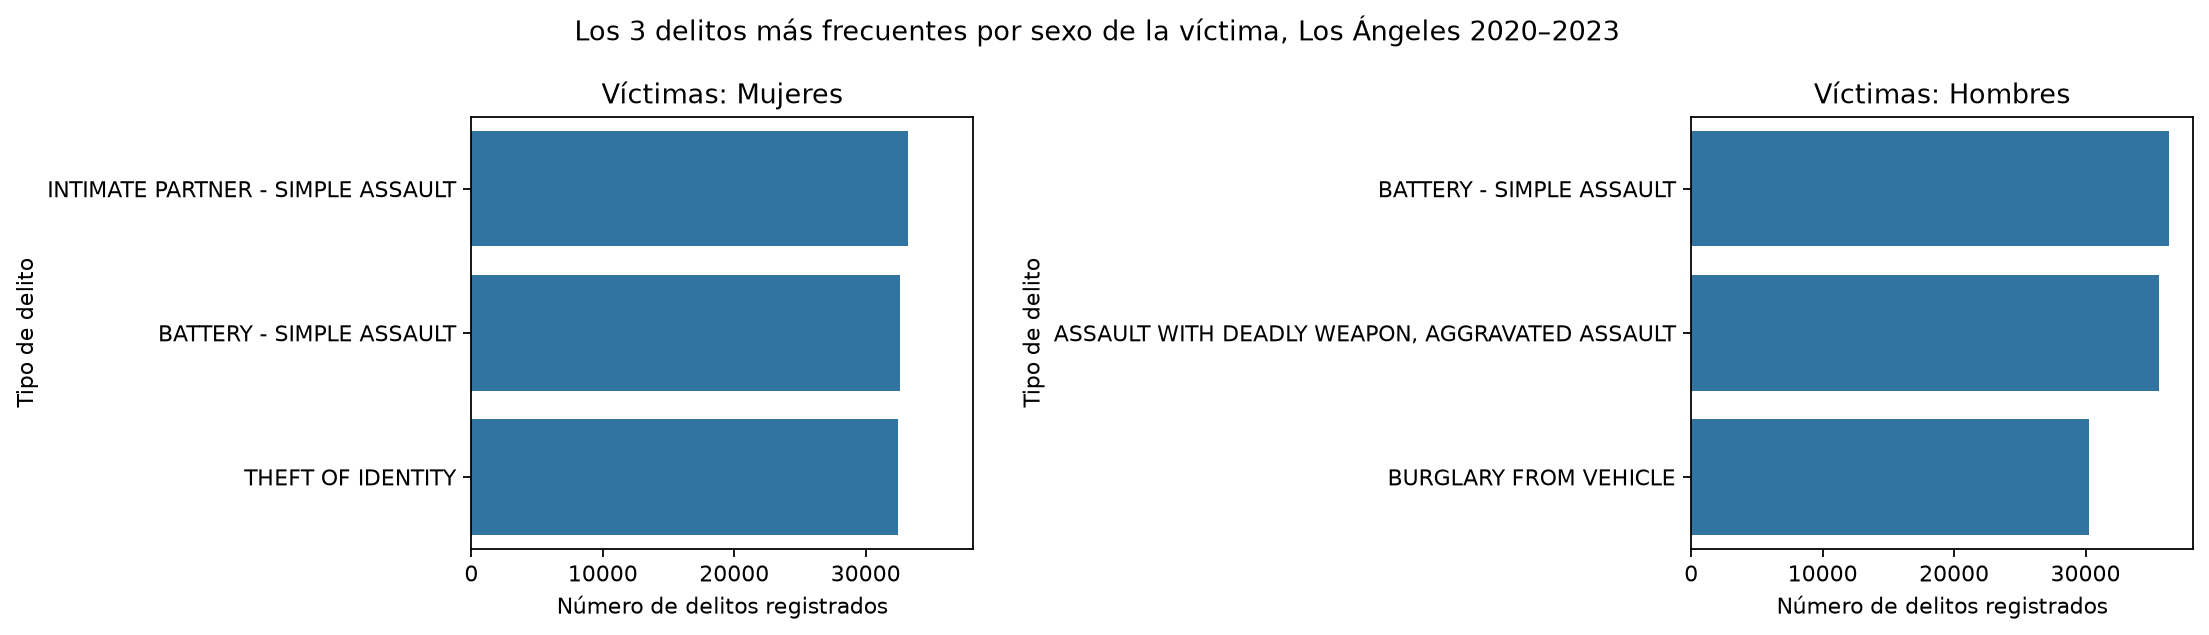 Los 3 delitos más frecuentes por sexo de la víctima, Los Ángeles 2020–2023
Víctimas: Mujeres
Tipo de delito
INTIMATE PARTNER - SIMPLE ASSAULT
BATTERY - SIMPLE ASSAULT
THEFT OF IDENTITY
0 10000 20000 30000
Número de delitos registrados
Víctimas: Hombres
Tipo de delito
BATTERY - SIMPLE ASSAULT
ASSAULT WITH DEADLY WEAPON, AGGRAVATED ASSAULT
BURGLARY FROM VEHICLE
0 10000 20000 30000
Número de delitos registrados